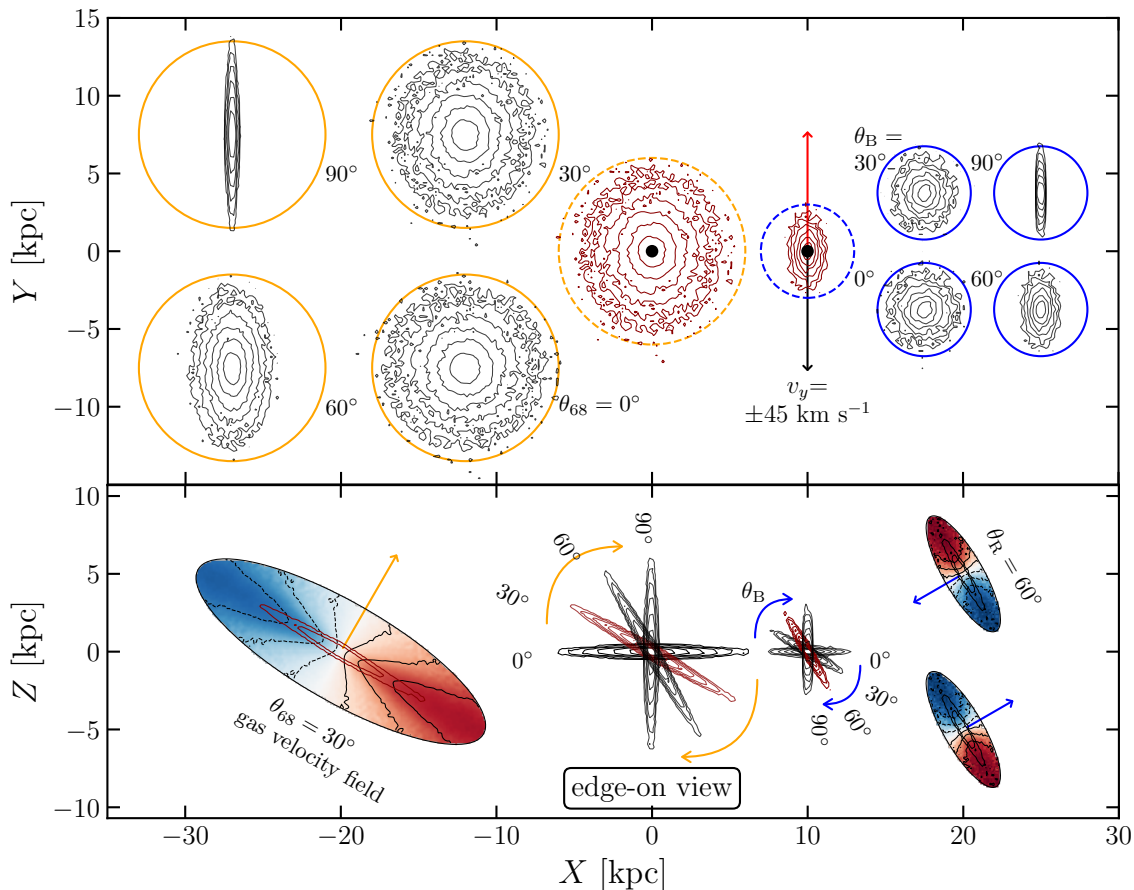 15
10
5
0
−5
−10
Y [kpc]
90°
30°
60°
θ68 = 0°
θB =
30°
90°
0°
60°
vy=
±45 km s−1
10
5
0
−5
−10
Z [kpc]
θ68 = 30°
gas velocity field
0°
30°
60°
90°
edge-on view
θB
0°
30°
60°
90°
θR = 60°
−30
−20
−10
0
10
20
30
X [kpc]